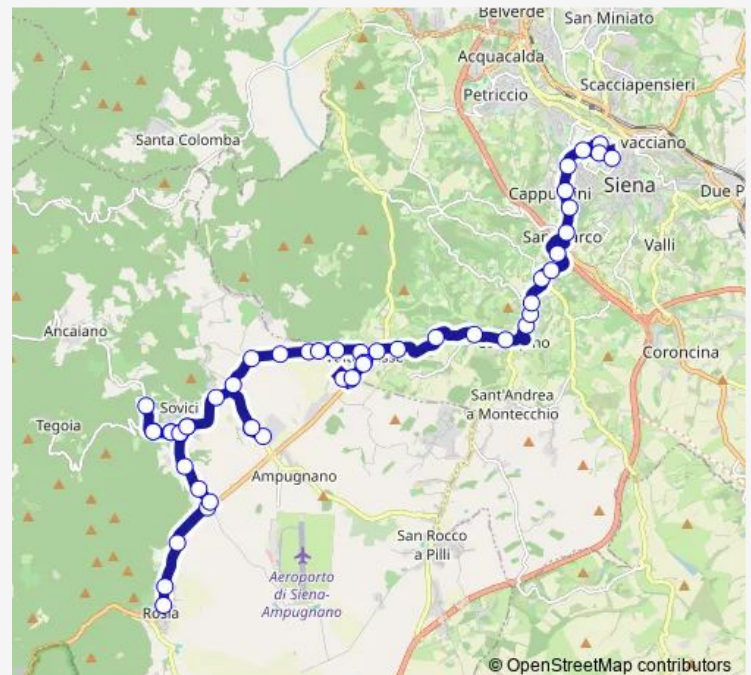 Belverde
San Miniato
Acquacalda
Scacciapensieri
Petriccio
Santa Colomba
vacciano
Siena
Due P
Valli
Ancaiano
Coroncina
Sovici
Sant'Andrea
a Montecchio
Tegoia
Ampugnano
San Rocco
a Pilli
Aeroporto
di Siena-
Ampugnano
© OpenStreetMap contributors